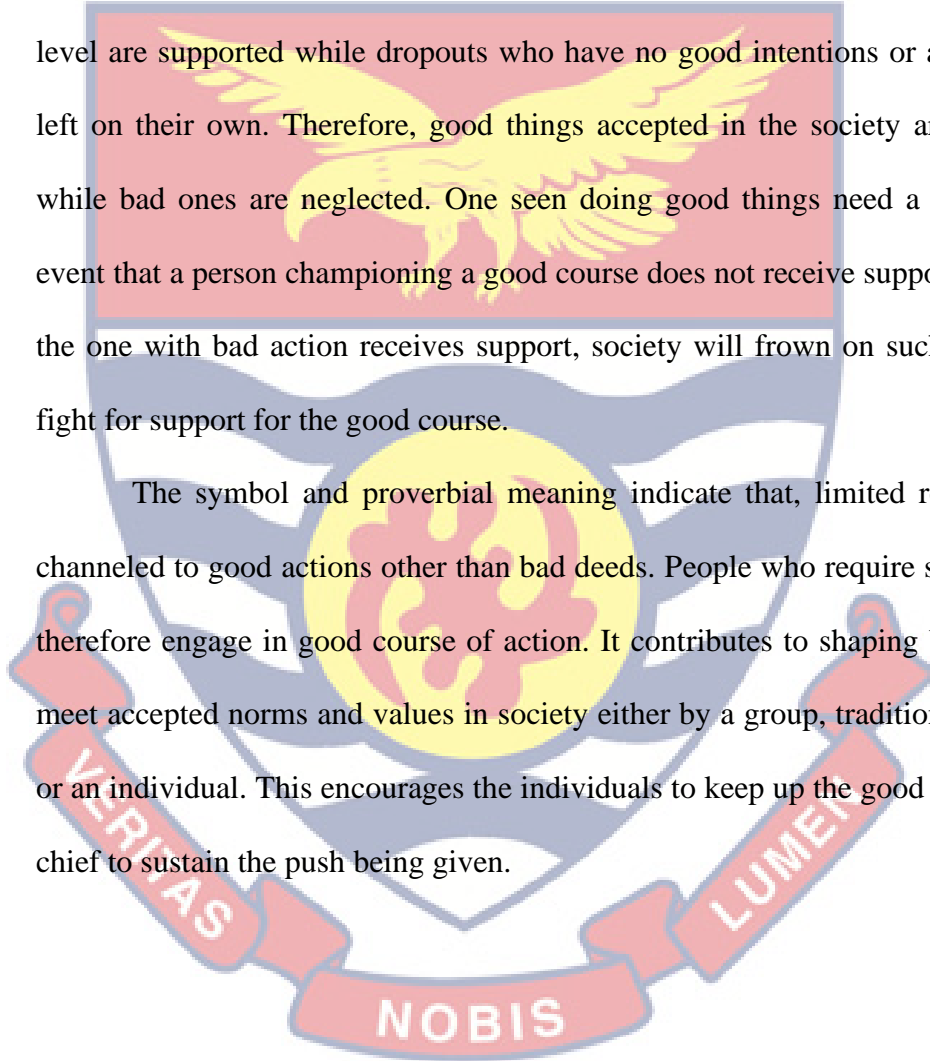 level are supported while dropouts who have no good intentions or a
left on their own. Therefore, good things accepted in the society a
while bad ones are neglected. One seen doing good things need a
event that a person championing a good course does not receive suppo
the one with bad action receives support, society will frown on suc
fight for support for the good course.
The symbol and proverbial meaning indicate that, limited r
channeled to good actions other than bad deeds. People who require s
therefore engage in good course of action. It contributes to shaping
meet accepted norms and values in society either by a group, tradition
or an individual. This encourages the individuals to keep up the good
chief to sustain the push being given.
VERITAS
NOBIS
LUMEN